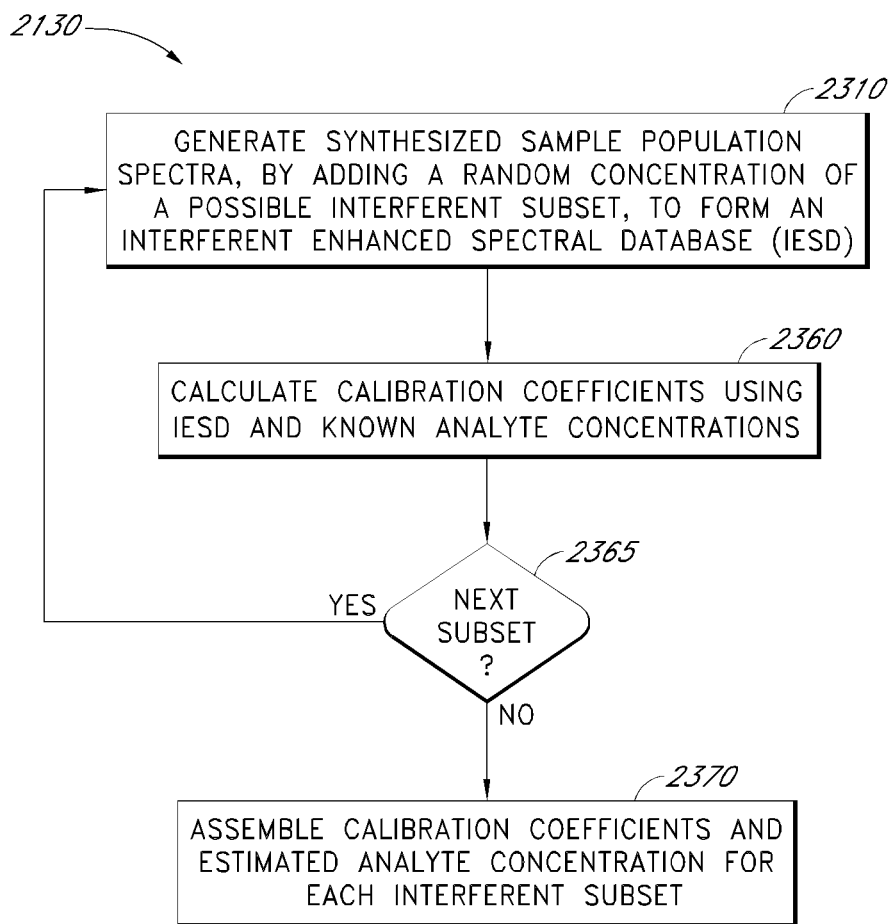 2130
2310
GENERATE SYNTHESIZED SAMPLE POPULATION
SPECTRA, BY ADDING A RANDOM CONCENTRATION OF
A POSSIBLE INTERFERENT SUBSET, TO FORM AN
INTERFERENT ENHANCED SPECTRAL DATABASE (IESD)
2360
CALCULATE CALIBRATION COEFFICIENTS USING
IESD AND KNOWN ANALYTE CONCENTRATIONS
2365
YES
NEXT
SUBSET
?
NO
2370
ASSEMBLE CALIBRATION COEFFICIENTS AND
ESTIMATED ANALYTE CONCENTRATION FOR
EACH INTERFERENT SUBSET